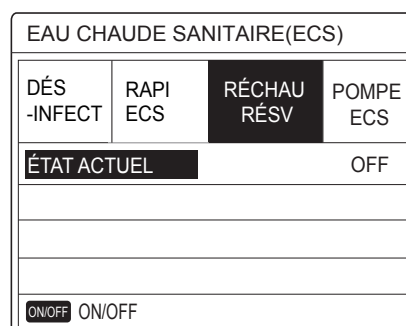 EAU CHAUDE SANITAIRE(ECS)
DÉS
-INFECT
RAPI
ECS
RÉCHAU
RÉSV
POMPE
ECS
ÉTAT ACTUEL OFF
ON/OFF ON/OFF